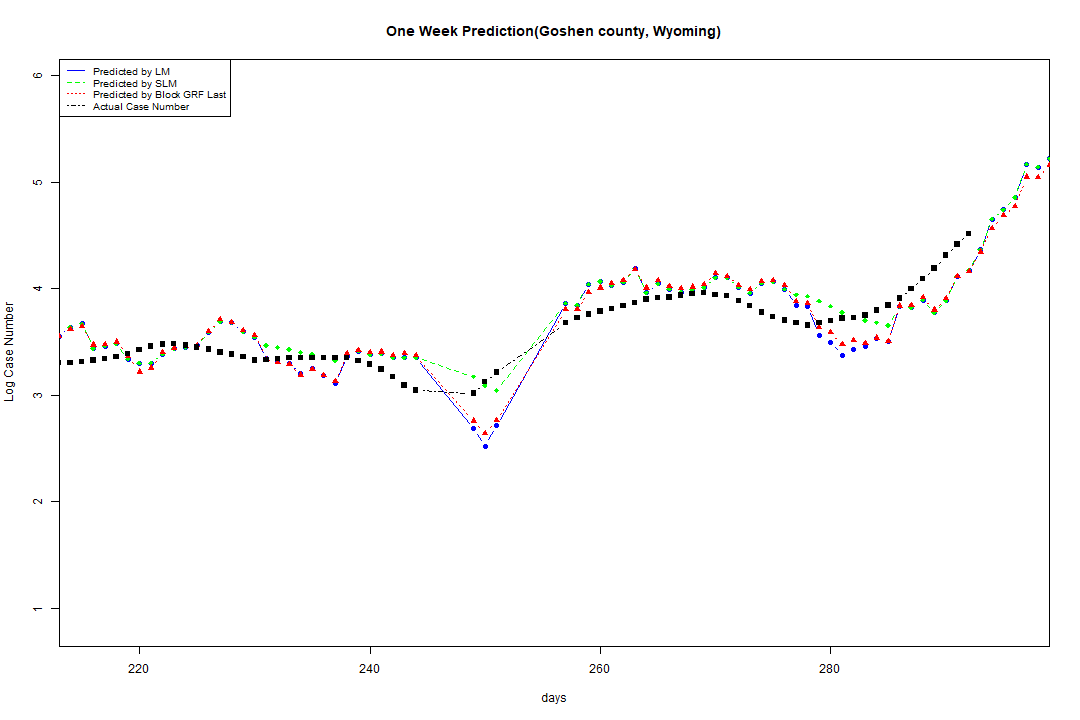 One Week Prediction(Goshen county, Wyoming)
Predicted by LM
Predicted by SLM
Predicted by Block GRF Last
Actual Case Number
6
5
4
3
2
1
Log Case Number
220 240 260 280
days